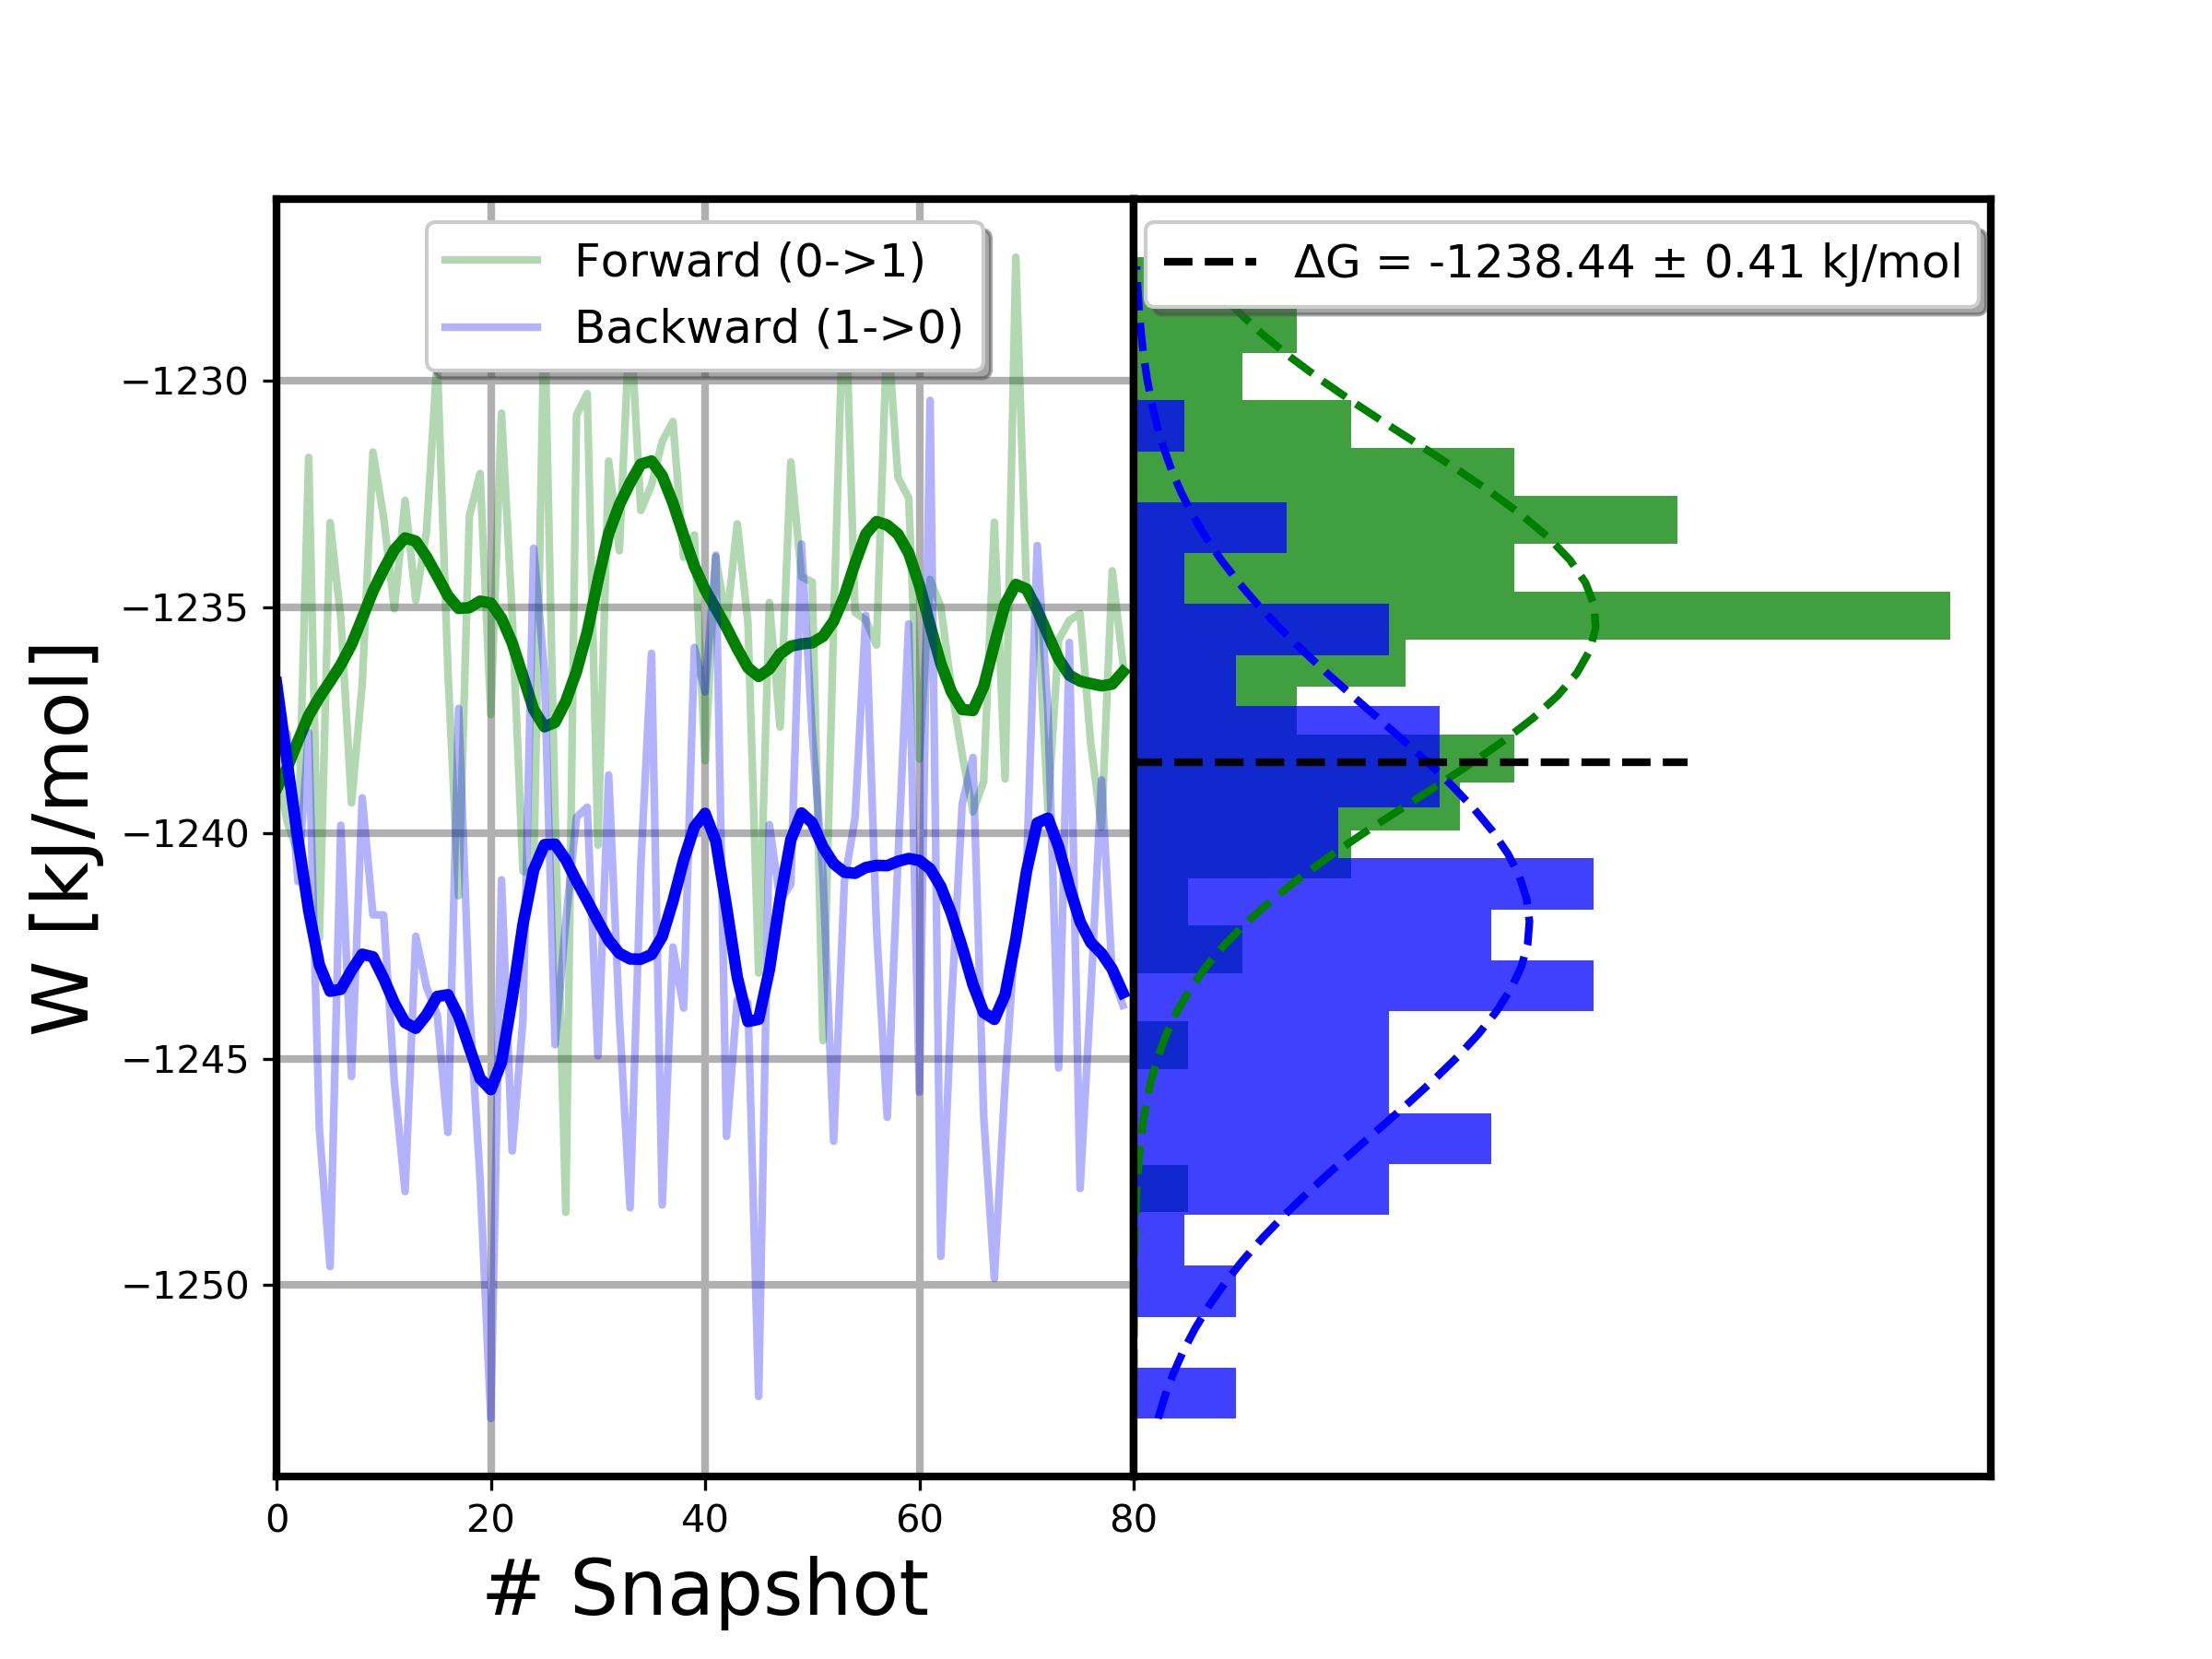 Forward (0->1)
Backward (1->0)
ΔG = -1238.44 ± 0.41 kJ/mol
W [kJ/mol]
−1230
−1235
−1240
−1245
−1250
0 20 40 60 80
# Snapshot